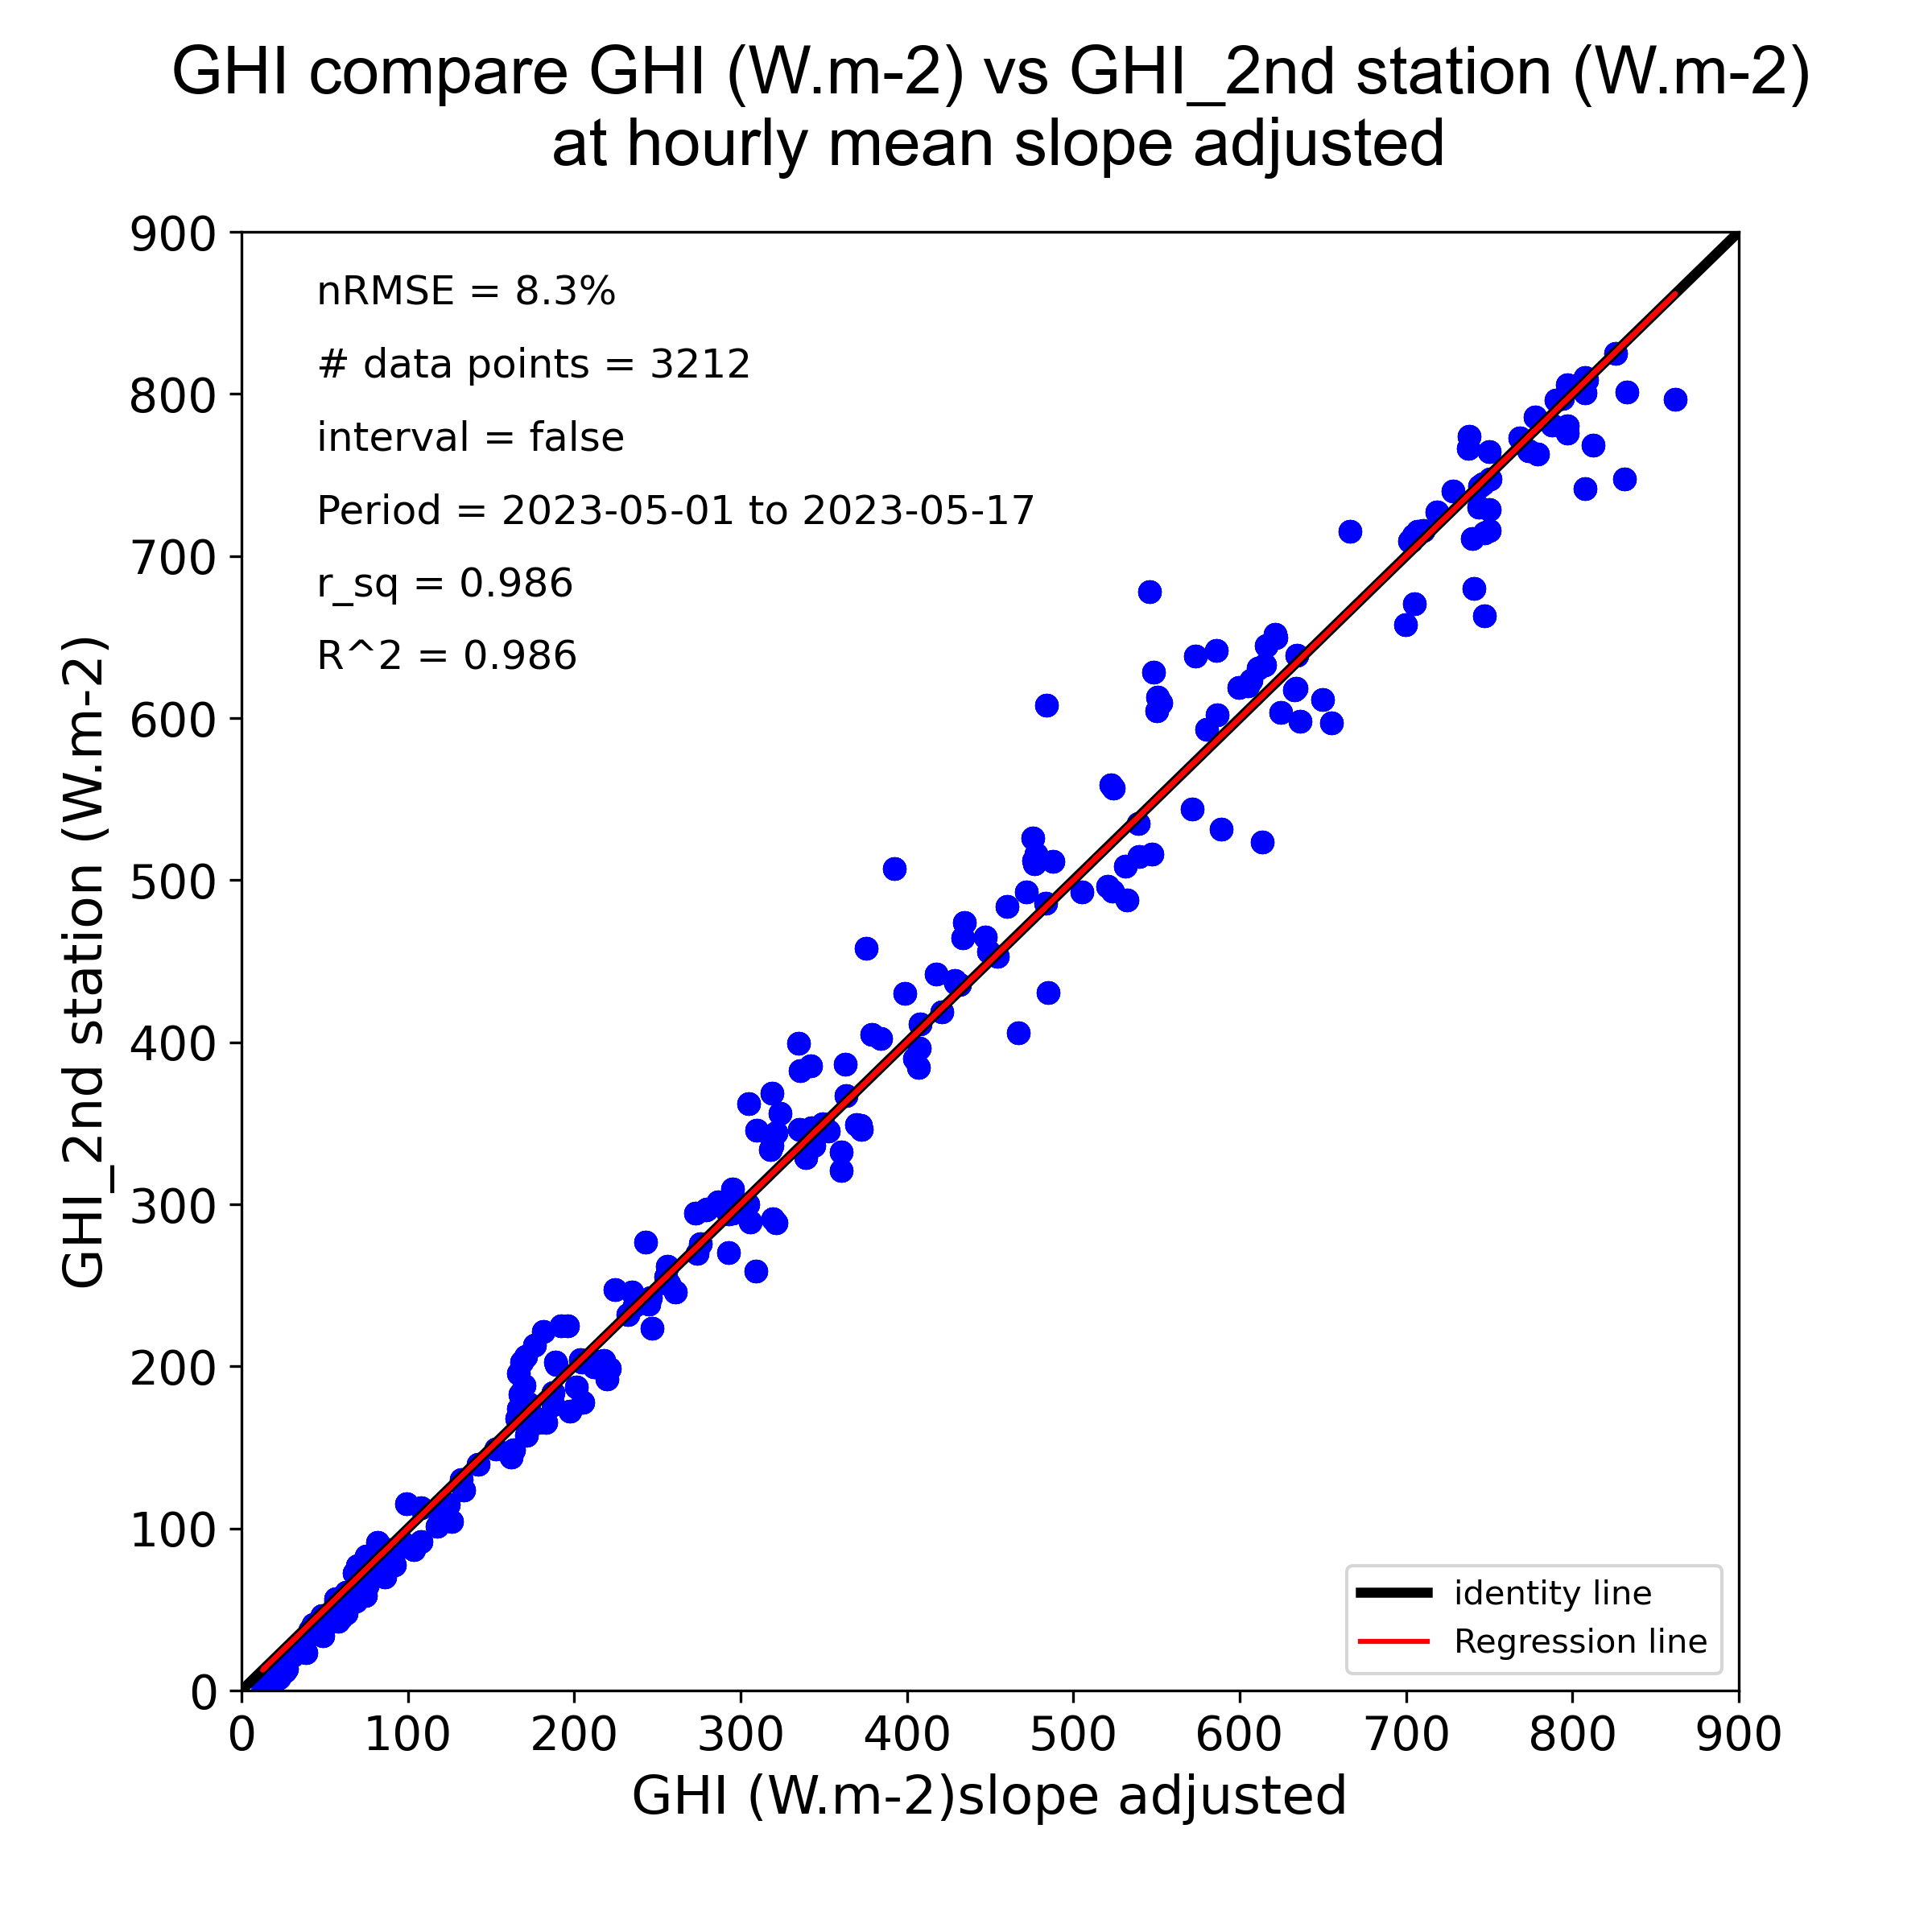 GHI compare GHI (W.m-2) vs GHI_2nd station (W.m-2)
at hourly mean slope adjusted
900
800
700
600
500
400
300
200
100
0
GHI_2nd station (W.m-2)
nRMSE = 8.3%
# data points = 3212
interval = false
Period = 2023-05-01 to 2023-05-17
r_sq = 0.986
R^2 = 0.986
identity line
Regression line
0 100 200 300 400 500 600 700 800 900
GHI (W.m-2)slope adjusted